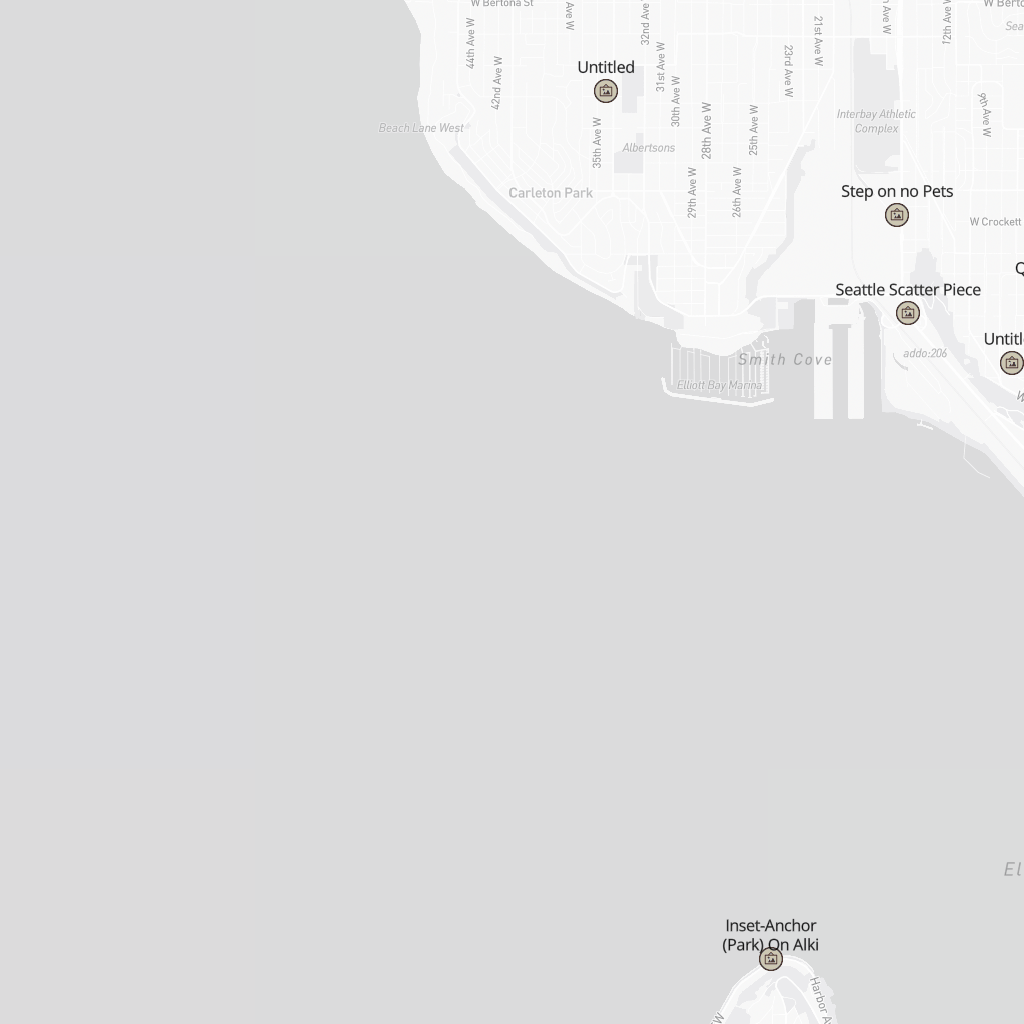 W Bertona St
44th Ave W
42nd Ave W
Ave W
32nd Ave
31st Ave W
30th Ave W
35th Ave W
28th Ave W
29th Ave W
26th Ave W
25th Ave W
23rd Ave W
21st Ave W
12th Ave W
9th Ave W
Untitled
Beach Lane West
Albertsons
Carleton Park
Interbay Athletic
Complex
Step on no Pets
W Crockett
Seattle Scatter Piece
addo:206
Smith Cove
Elliott Bay Marina
Inset-Anchor
(Park) On Alki